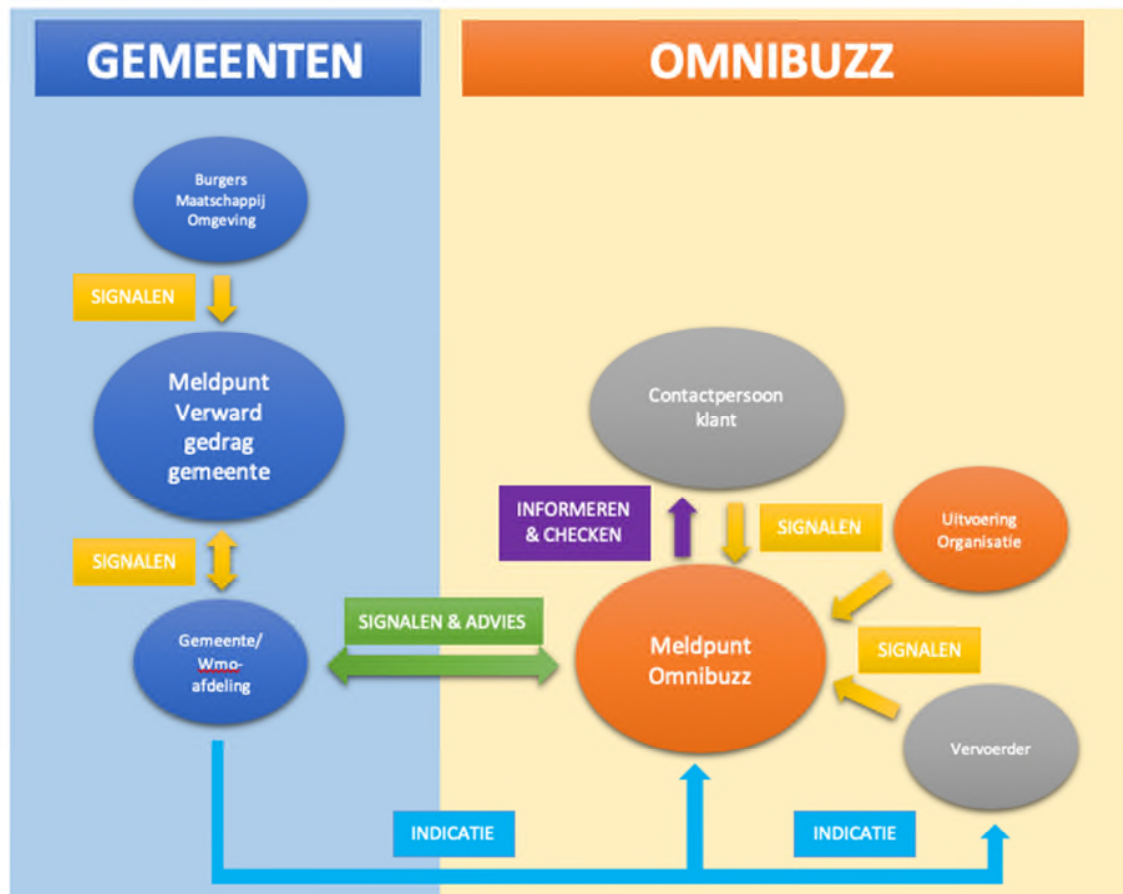 GEMEENTEN
OMNIBUZZ
Burgers
Maatschappij
Omgeving
SIGNALEN
Meldpunt
Verward
gedrag
gemeente
Contactpersoon
klant
INFORMEREN
& CHECKEN
SIGNALEN
Uitvoering
Organisatie
SIGNALEN
Gemeente/
Wmo-
afdeling
SIGNALEN & ADVIES
Meldpunt
Omnibuzz
SIGNALEN
Vervoerder
INDICATIE
INDICATIE